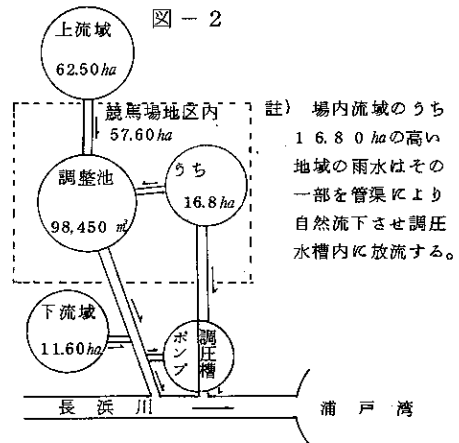 図－2
上流域
62.50ha
競馬場地区内
57.60ha
調整池
98,450 m³
うち
16.8ha
註) 場内流域のうち
16.80haの高い
地域の雨水はその
一部を管渠により
自然流下させ調圧
水槽内に放流する。
下流域
11.60ha
ポンプ
調圧槽
長浜川
浦戸湾